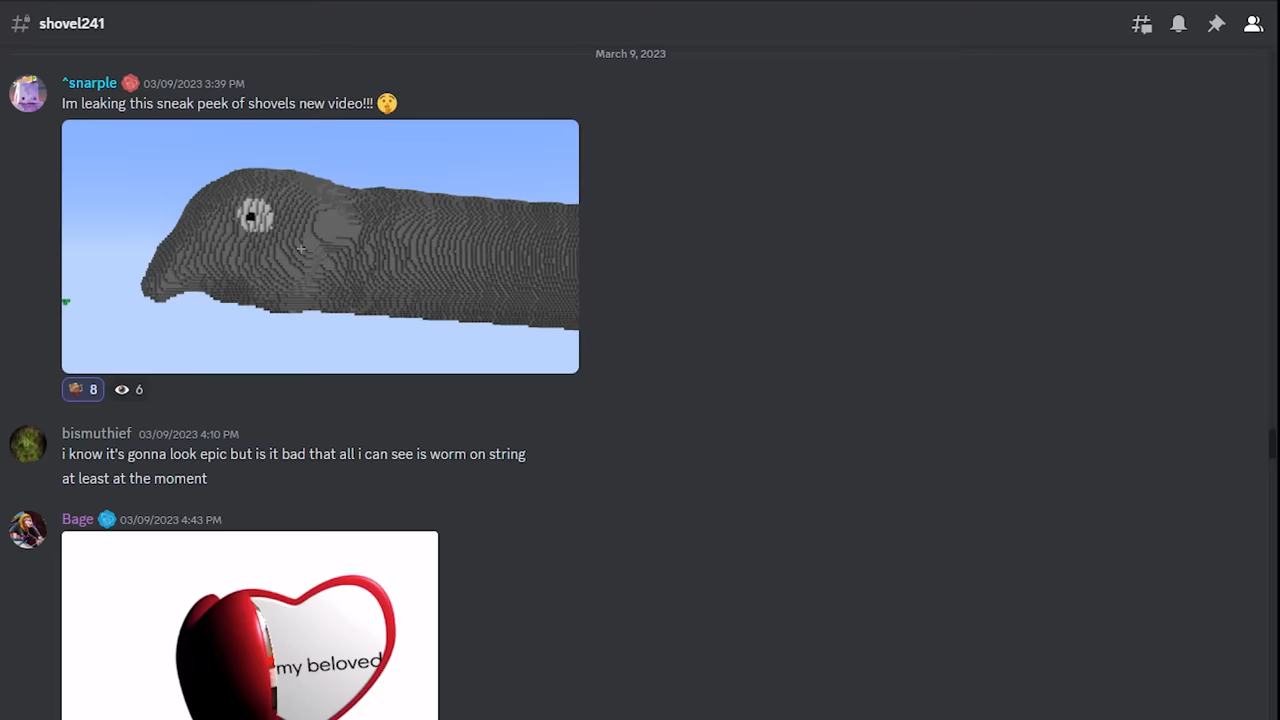 shovel241
March 9, 2023
^snarple 03/09/2023 3:39 PM
Im leaking this sneak peek of shovels new video!!! 🤫
8 6
bismuthief 03/09/2023 4:10 PM
i know it's gonna look epic but is it bad that all i can see is worm on string
at least at the moment
Bage 03/09/2023 4:43 PM
my beloved